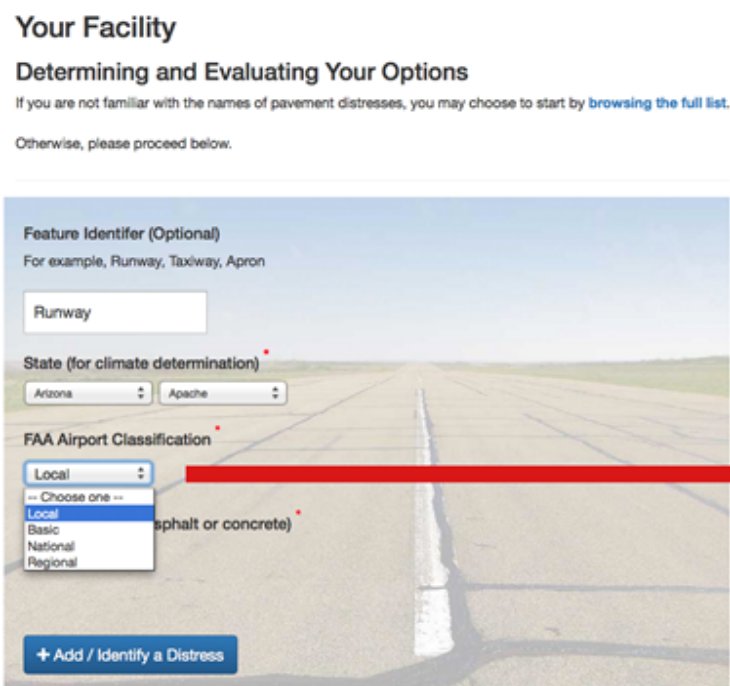 Your Facility
Determining and Evaluating Your Options
If you are not familiar with the names of pavement distresses, you may choose to start by browsing the full list.
Otherwise, please proceed below.
Feature Identifer (Optional)
For example, Runway, Taxiway, Apron
Runway
State (for climate determination) *
Arizona Apache
FAA Airport Classification *
Local
-- Choose one --
Local
sphalt or concrete) *
Basic
National
Regional
+ Add / Identify a Distress